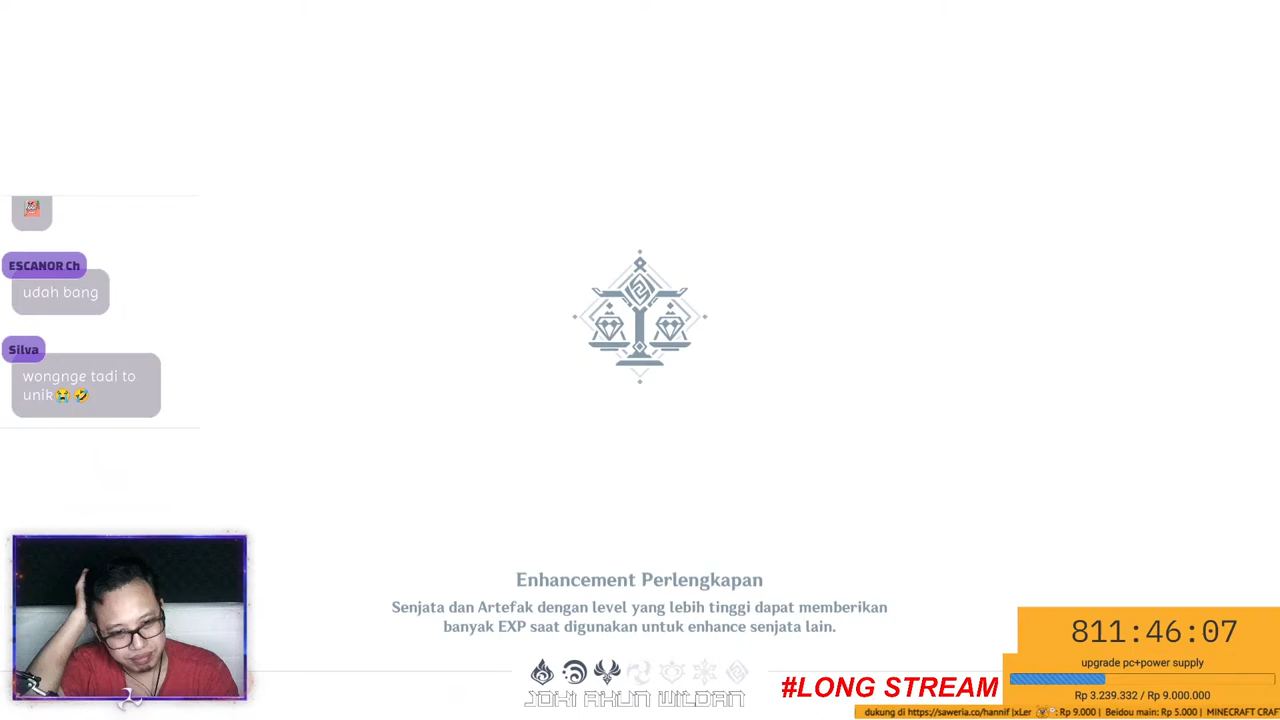 ESCANOR Ch
udah bang
Silva
wongnge tadi to
unik😭🤣
Enhancement Perlengkapan
Senjata dan Artefak dengan level yang lebih tinggi dapat memberikan
banyak EXP saat digunakan untuk enhance senjata lain.
JOKI AKUN WILDAN
#LONG STREAM
811:46:07
upgrade pc+power supply
Rp 3.239.332 / Rp 9.000.000
dukung di https://saweria.co/hannif |xLer : Rp 9.000 | Beidou main: Rp 5.000 | MINECRAFT CRAF